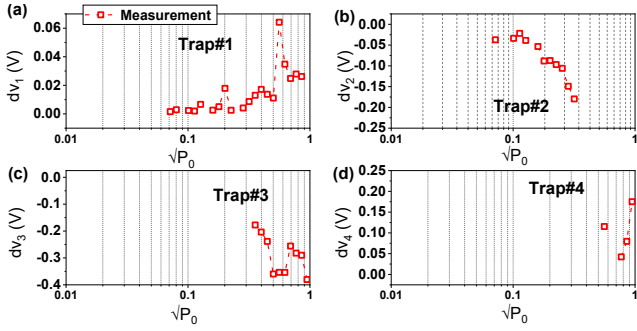 (a)
Measurement
Trap#1
0.06
0.04
0.02
0.00
dv₁ (V)
0.01
0.1
1
√P₀
(b)
0.00
-0.05
-0.10
-0.15
-0.20
-0.25
dv₂ (V)
Trap#2
0.01
0.1
1
√P₀
(c)
0.0
-0.1
-0.2
-0.3
-0.4
dv₃ (V)
Trap#3
0.01
0.1
1
√P₀
(d)
0.25
0.20
0.15
0.10
0.05
0.00
dv₄ (V)
Trap#4
0.01
0.1
1
√P₀